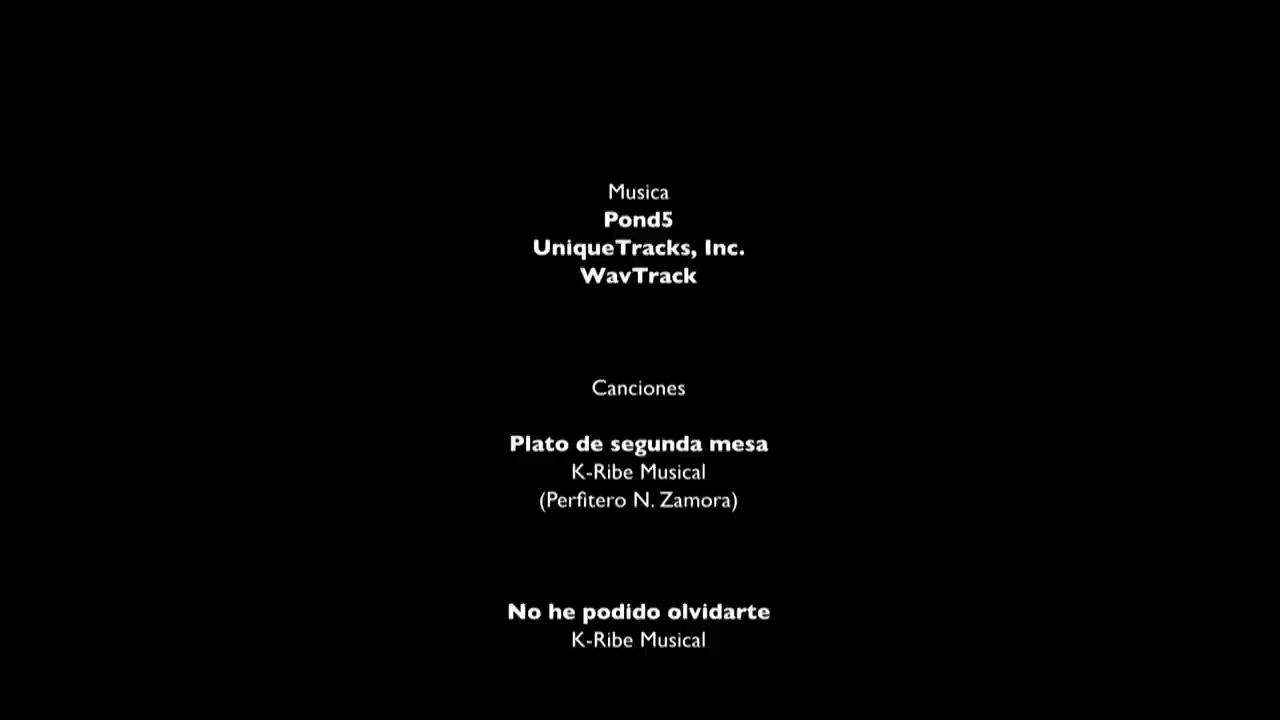 Musica
Pond5
UniqueTracks, Inc.
WavTrack
Canciones
Plato de segunda mesa
K-Ribe Musical
(Perfitero N. Zamora)
No he podido olvidarte
K-Ribe Musical